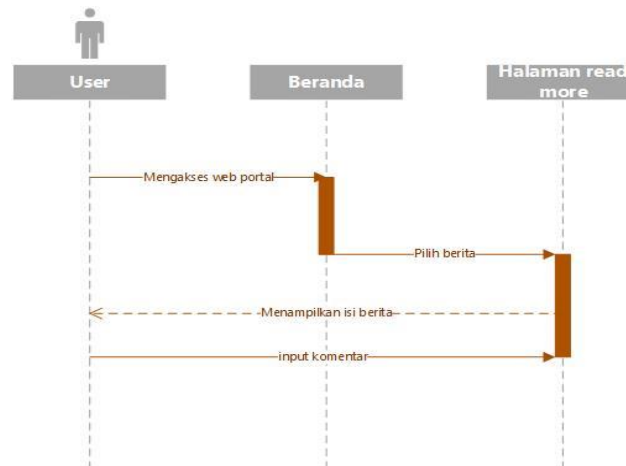 User
Beranda
Halaman read
more
Mengakses web portal
Pilih berita
Menampilkan isi berita
input komentar